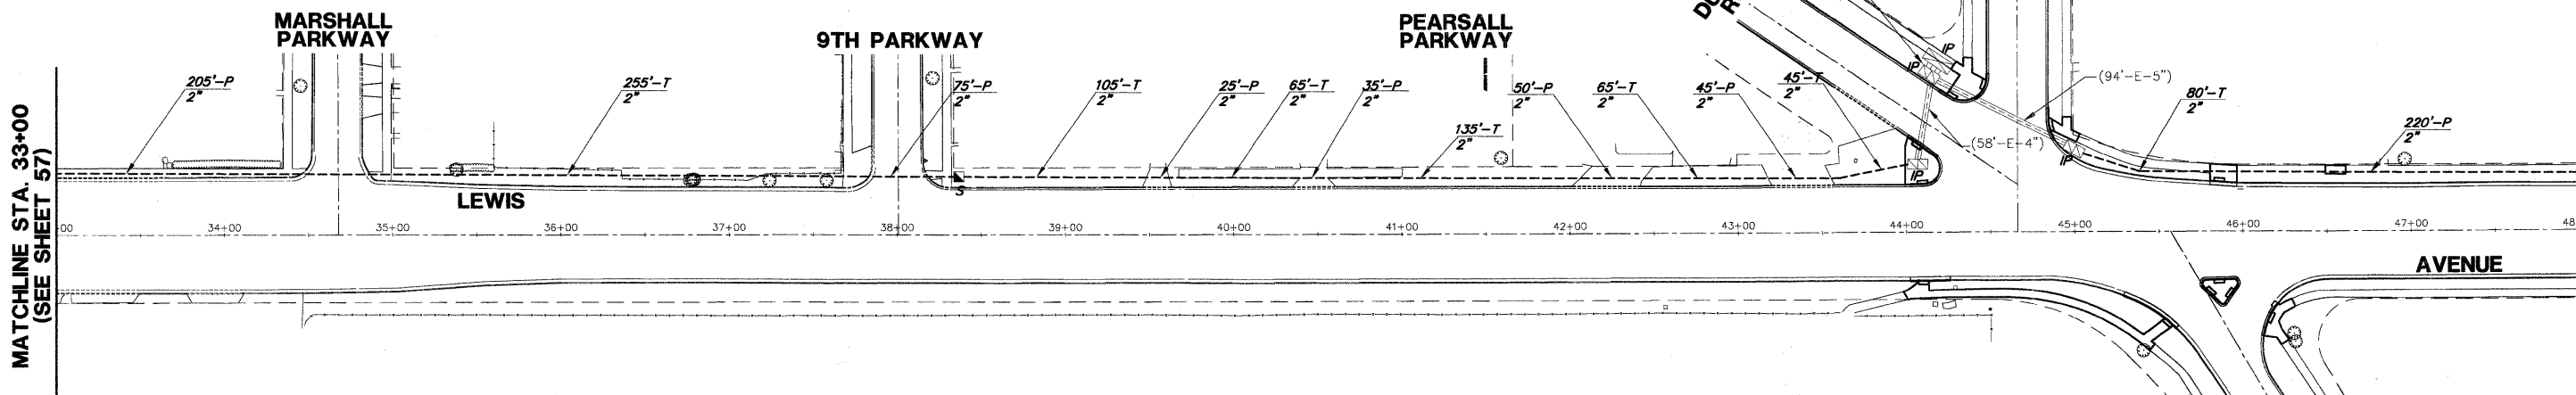 MARSHALL
PARKWAY
9TH PARKWAY
PEARSALL
PARKWAY
MATCHLINE STA. 33+00
(SEE SHEET 57)
205'-P
2"
255'-T
2"
75'-P
2"
105'-T
2"
25'-P
2"
65'-T
2"
35'-P
2"
135'-T
2"
50'-P
2"
65'-T
2"
45'-P
2"
45'-T
2"
IP
IP
(94'-E-5")
80'-T
2"
220'-P
2"
(58'-E-4")
IP
IP
S
LEWIS
00
34+00
35+00
36+00
37+00
38+00
39+00
40+00
41+00
42+00
43+00
44+00
45+00
46+00
47+00
48
AVENUE